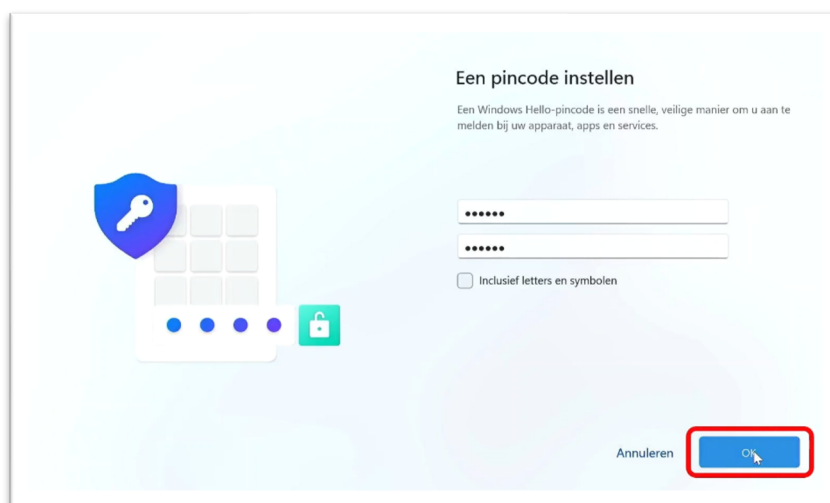 Een pincode instellen
Een Windows Hello-pincode is een snelle, veilige manier om u aan te
melden bij uw apparaat, apps en services.
••••••
••••••
Inclusief letters en symbolen
Annuleren
OK